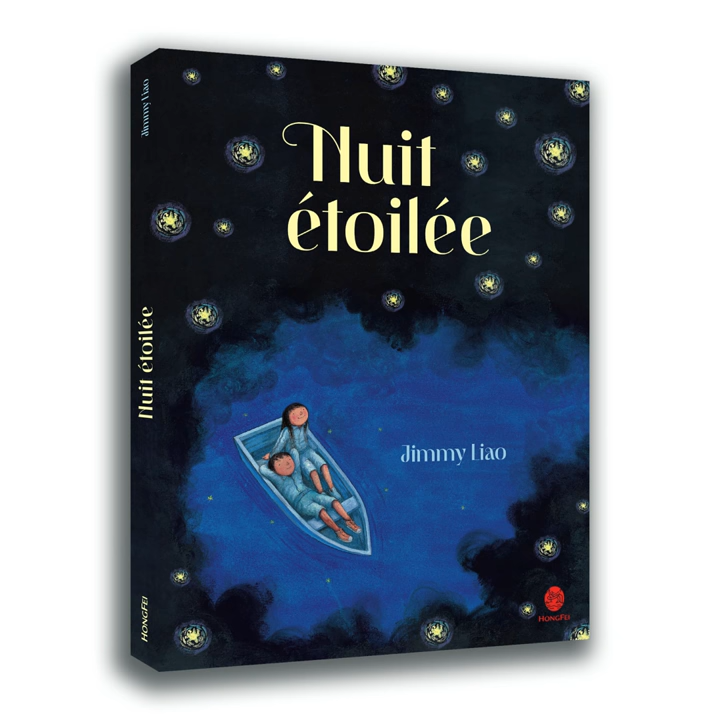 Jimmy Liao
Nuit étoilée
HONGFEI
Nuit
étoilée
Jimmy Liao
HONGFEI